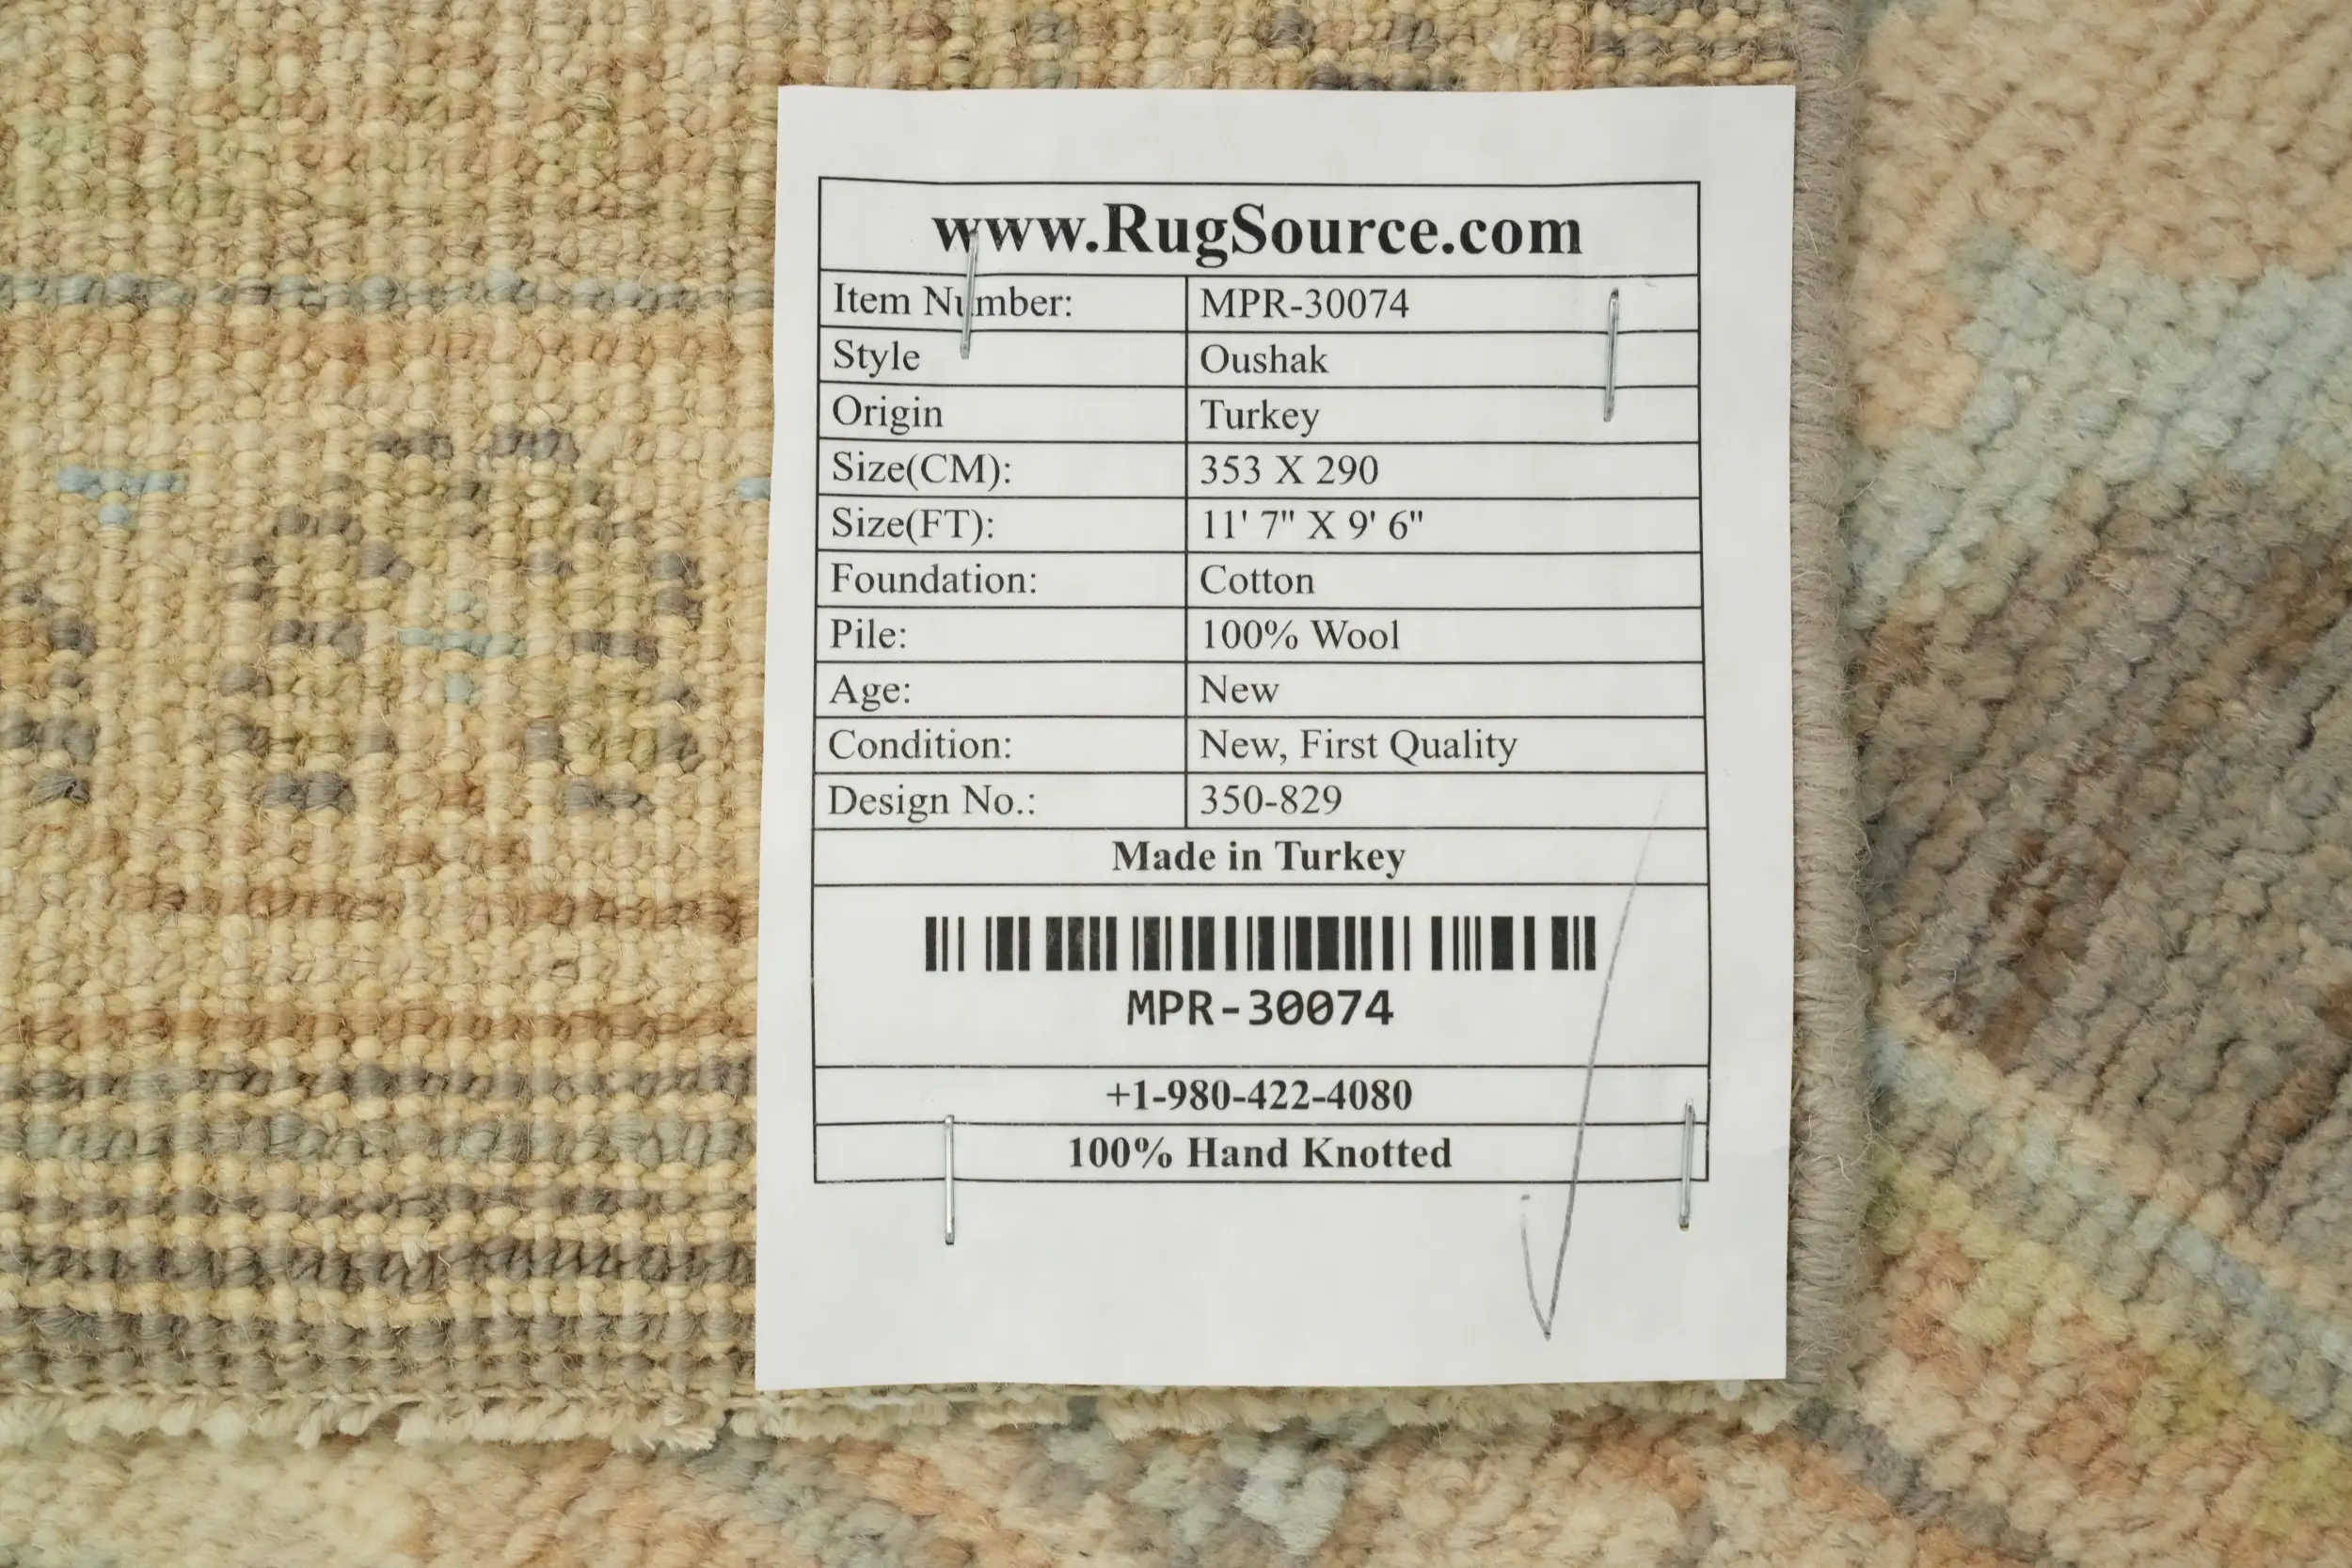 www.RugSource.com
Item Number: MPR-30074
Style Oushak
Origin Turkey
Size(CM): 353 X 290
Size(FT): 11' 7" X 9' 6"
Foundation: Cotton
Pile: 100% Wool
Age: New
Condition: New, First Quality
Design No.: 350-829
Made in Turkey
MPR-30074
+1-980-422-4080
100% Hand Knotted